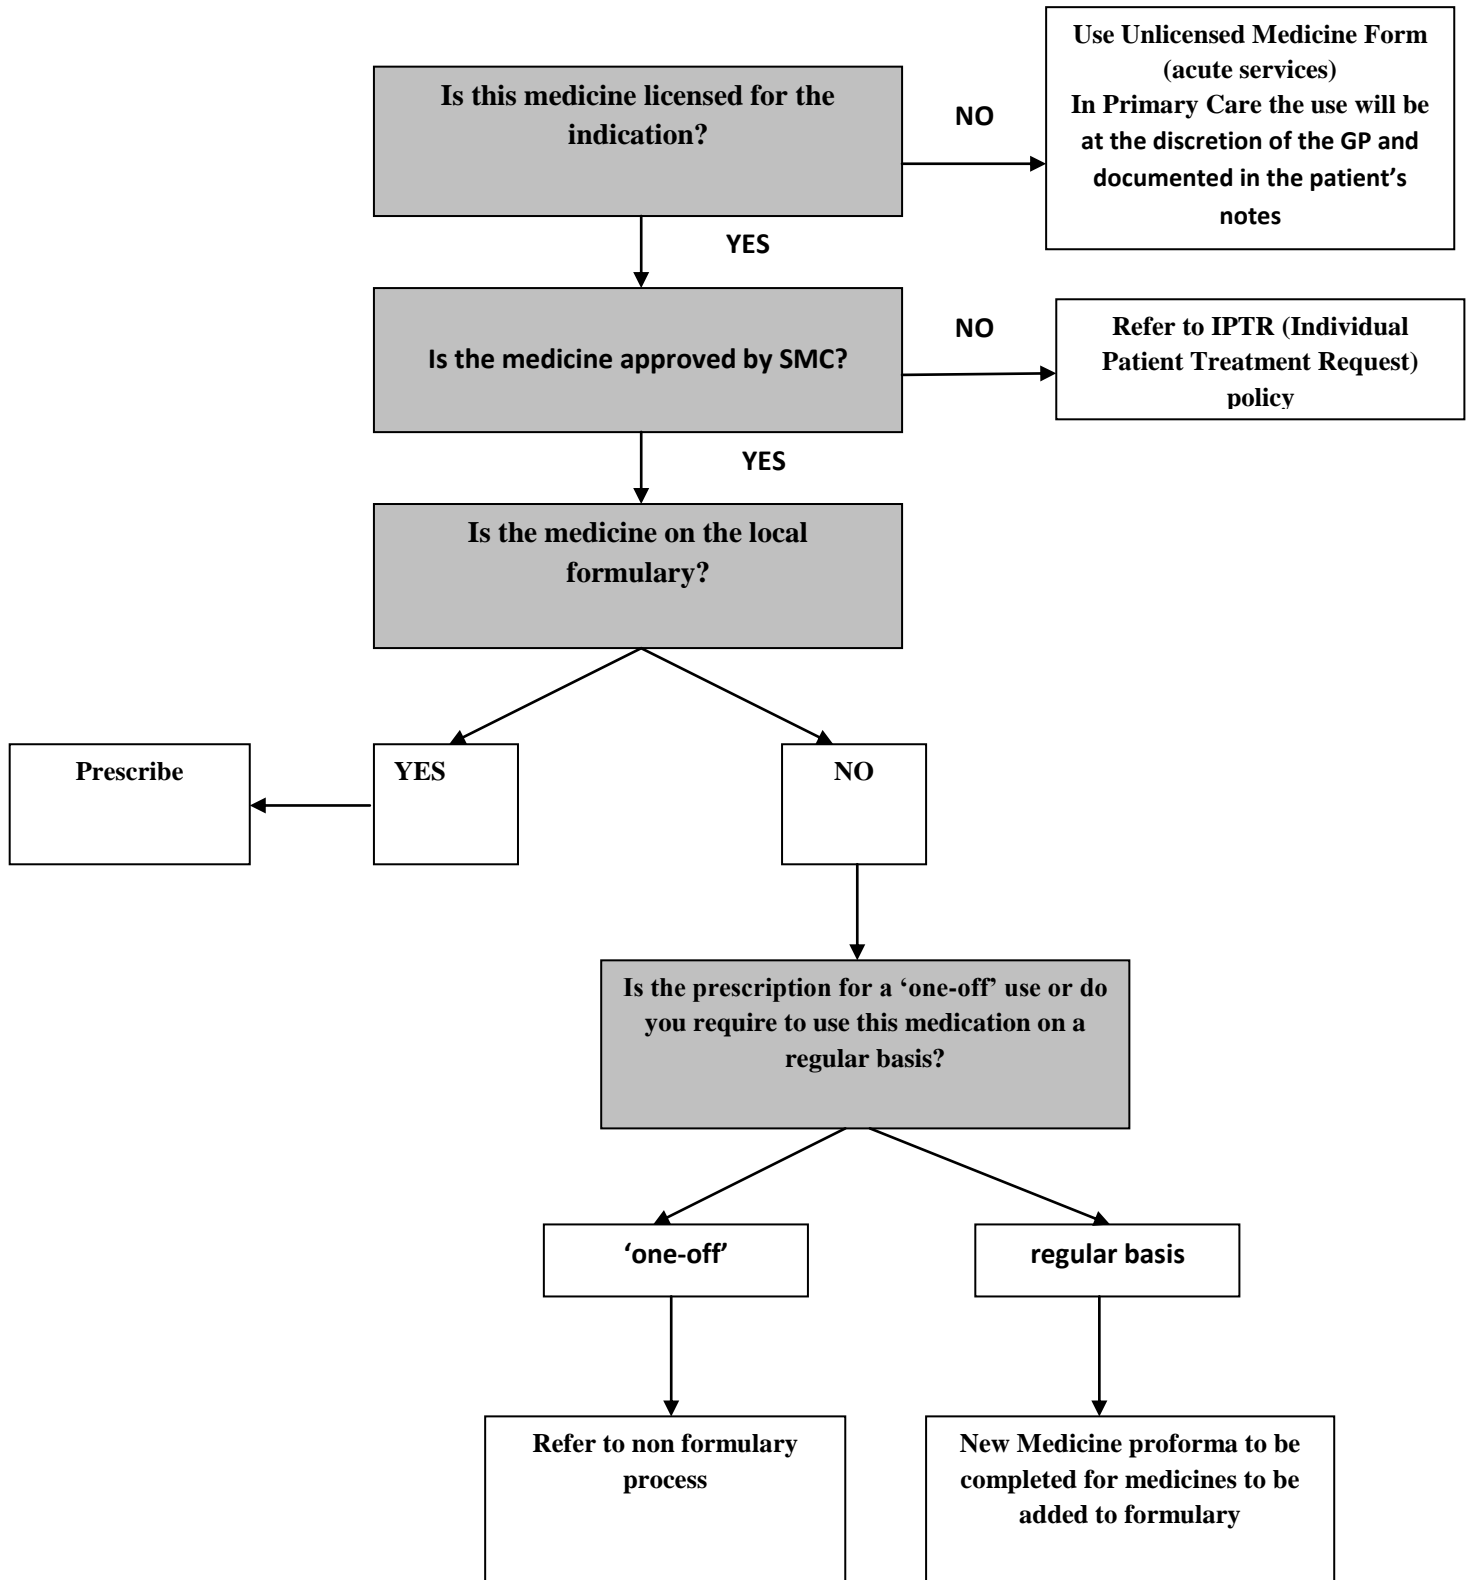 Use Unlicensed Medicine Form
(acute services)
In Primary Care the use will be
at the discretion of the GP and
documented in the patient’s
notes
Is this medicine licensed for the
indication?
NO
YES
Is the medicine approved by SMC?
NO
Refer to IPTR (Individual
Patient Treatment Request)
policy
YES
Is the medicine on the local
formulary?
Prescribe
YES
NO
Is the prescription for a ‘one-off’ use or do
you require to use this medication on a
regular basis?
‘one-off’
regular basis
Refer to non formulary
process
New Medicine proforma to be
completed for medicines to be
added to formulary